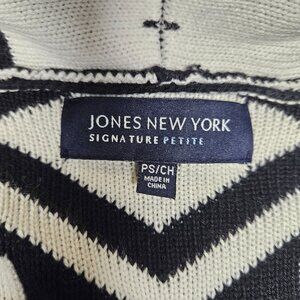 JONES NEW YORK
SIGNATURE PETITE
PS/CH
MADE IN
CHINA